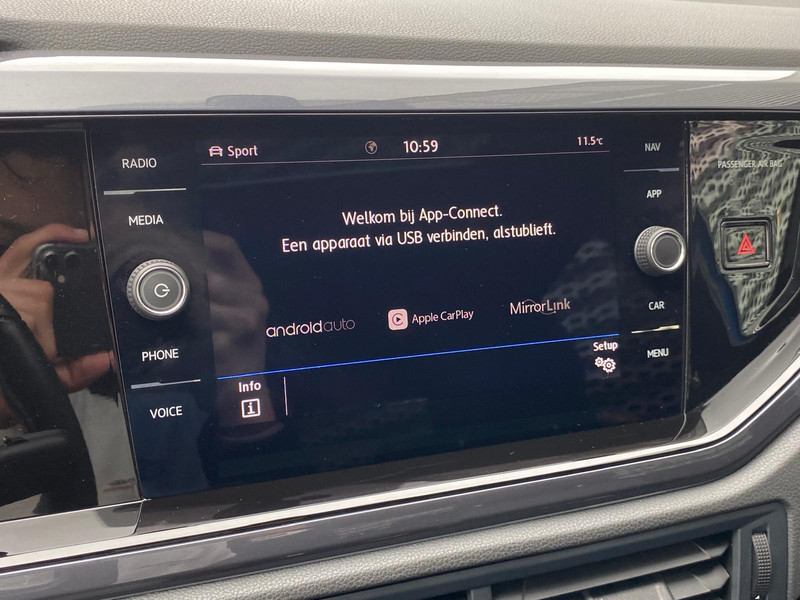 RADIO
MEDIA
PHONE
VOICE
Sport
10:59
11.5°C
Welkom bij App-Connect.
Een apparaat via USB verbinden, alstublieft.
androidauto
Apple CarPlay
MirrorLink
Info
Setup
NAV
APP
CAR
MENU
PASSENGER AIR BAG